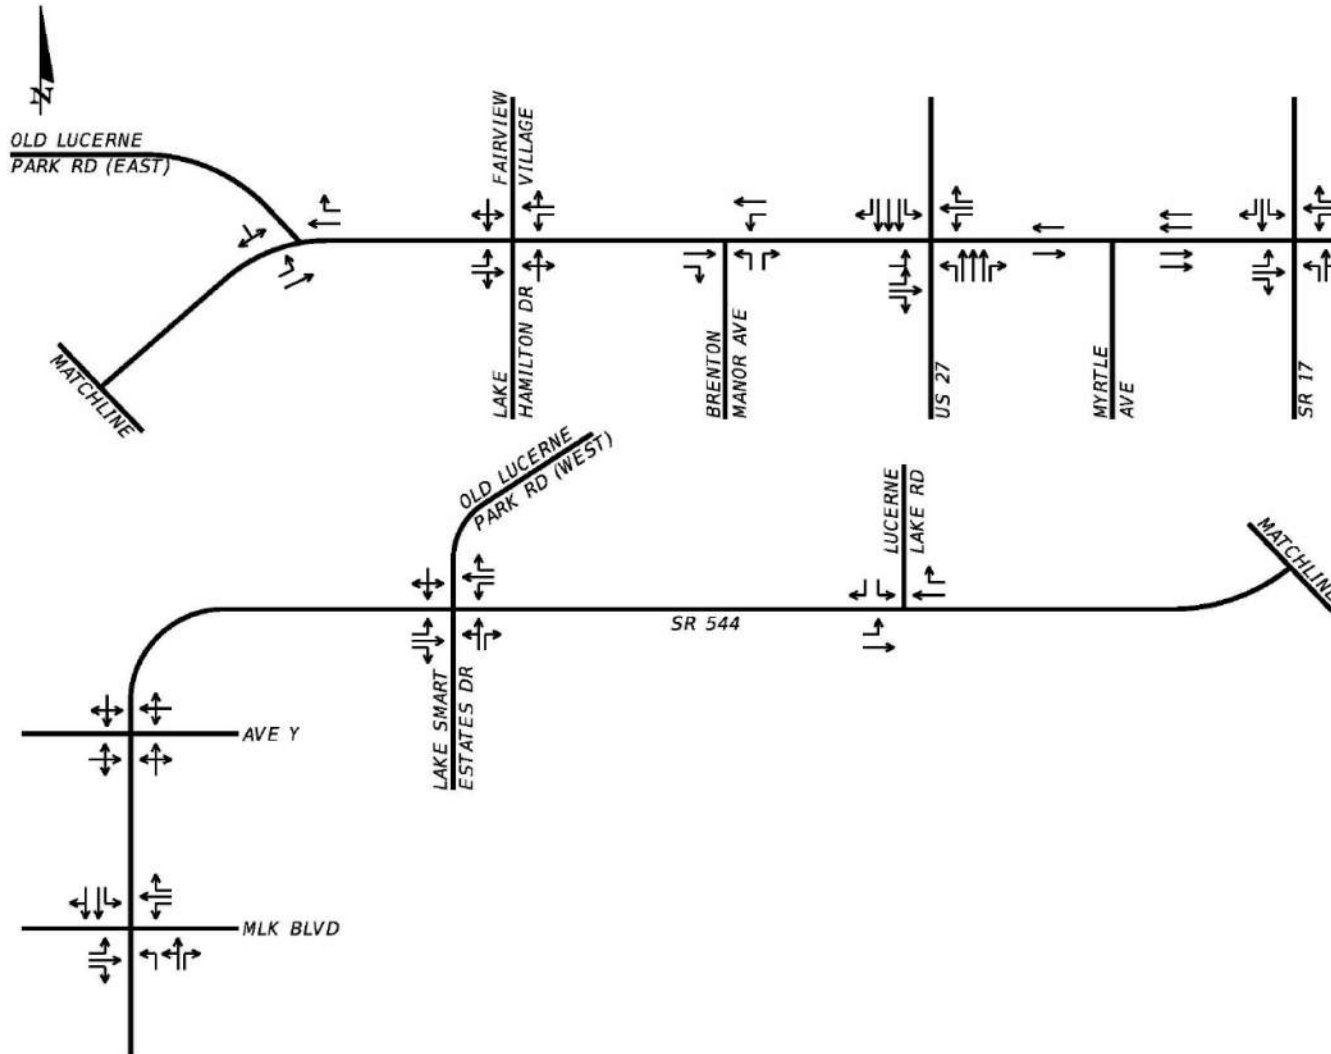 N
OLD LUCERNE
PARK RD (EAST)
FAIRVIEW
VILLAGE
LAKE
HAMILTON DR
BRENTON
MANOR AVE
US 27
MYRTLE
AVE
SR 17
MATCHLINE
OLD LUCERNE
PARK RD (WEST)
LUCERNE
LAKE RD
MATCHLINE
SR 544
LAKE SMART
ESTATES DR
AVE Y
MLK BLVD